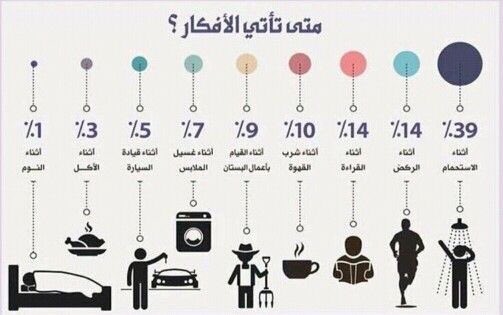 متى تأتي الأفكار ؟
٪39
أثناء
الاستحمام
٪14
أثناء
الركض
٪14
أثناء
القراءة
٪10
أثناء شرب
القهوة
٪9
أثناء القيام
بأعمال البستان
٪7
أثناء غسيل
الملابس
٪5
أثناء قيادة
السيارة
٪3
أثناء
الأكل
٪1
أثناء
النوم